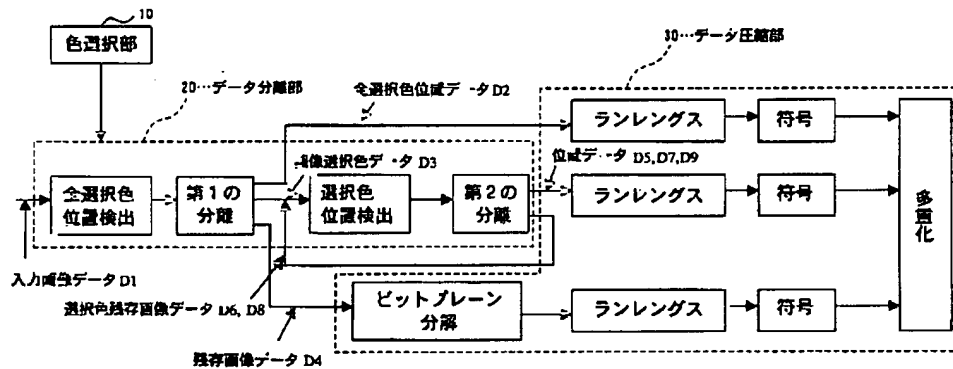 10
色選択部
30…データ圧縮部
20…データ分離部
全選択色位置データ D2
ランレングス
符号
画像選択色データ D3
位置データ D5,D7,D9
全選択色
位置検出
第1の
分離
選択色
位置検出
第2の
分離
ランレングス
符号
多重化
入力画像データ D1
選択色残存画像データ D6, D8
ビットプレーン
分解
ランレングス
符号
残存画像データ D4